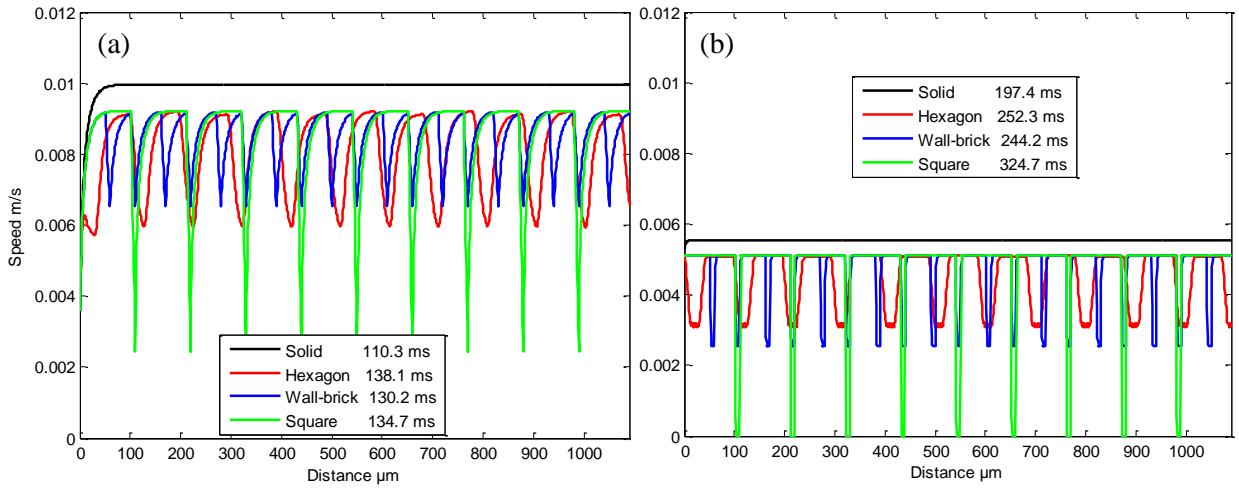 (a)
0.012
0.01
0.008
0.006
0.004
0.002
0
Speed m/s
Solid 110.3 ms
Hexagon 138.1 ms
Wall-brick 130.2 ms
Square 134.7 ms
0 100 200 300 400 500 600 700 800 900 1000
Distance µm
(b)
0.012
0.01
0.008
0.006
0.004
0.002
0
Solid 197.4 ms
Hexagon 252.3 ms
Wall-brick 244.2 ms
Square 324.7 ms
0 100 200 300 400 500 600 700 800 900 1000
Distance µm